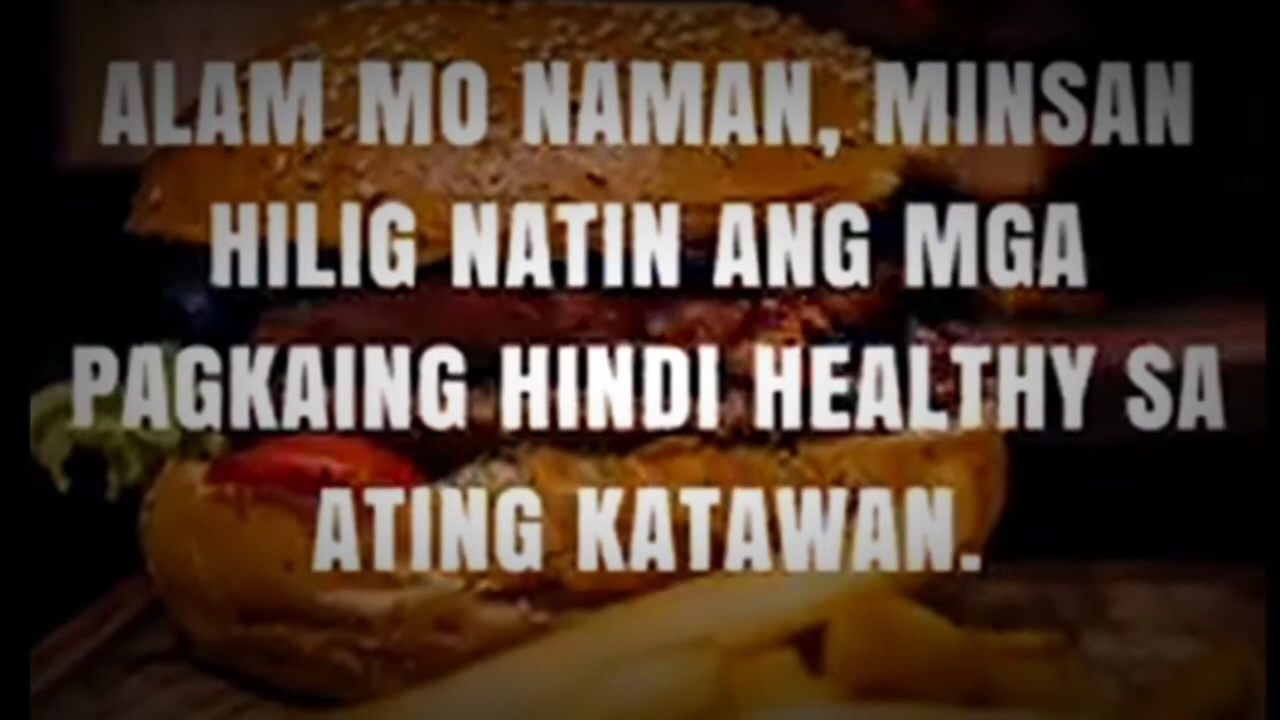 ALAM MO NAMAN, MINSAN
HILIG NATIN ANG MGA
PAGKAING HINDI HEALTHY SA
ATING KATAWAN.